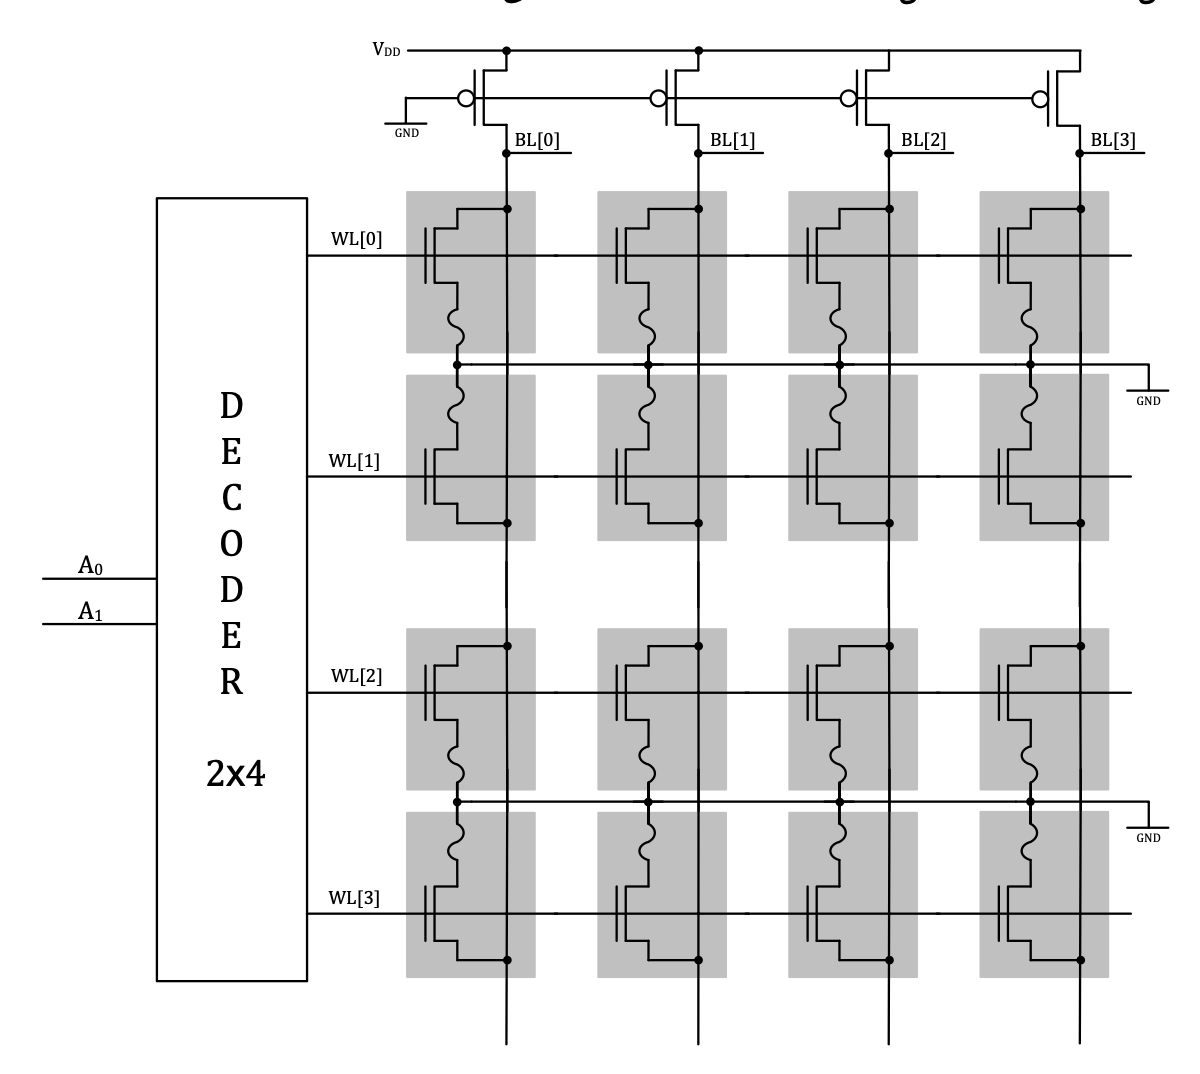 V_DD
GND
BL[0] BL[1] BL[2] BL[3]
WL[0]
GND
WL[1]
A₀
A₁
WL[2]
GND
WL[3]
D
E
C
O
D
E
R
2x4